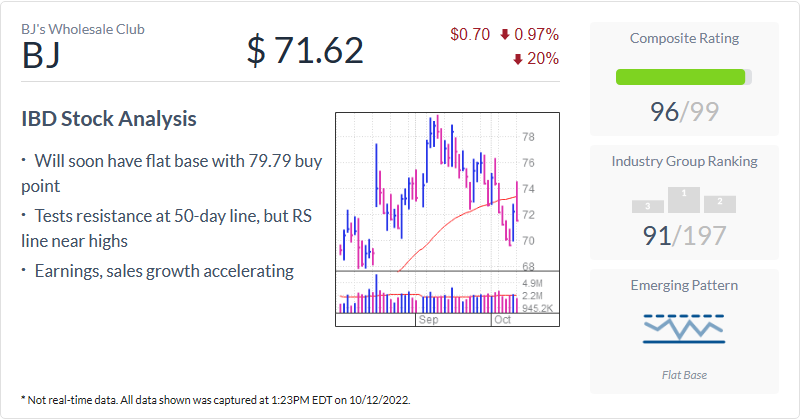 BJ's Wholesale Club
BJ
$ 71.62
$0.70 0.97%
20%
IBD Stock Analysis
· Will soon have flat base with 79.79 buy
point
· Tests resistance at 50-day line, but RS
line near highs
· Earnings, sales growth accelerating
78
76
74
72
70
68
4.9M
2.2M
945.2K
Sep Oct
Composite Rating
96/99
Industry Group Ranking
3 1 2
91/197
Emerging Pattern
Flat Base
* Not real-time data. All data shown was captured at 1:23PM EDT on 10/12/2022.